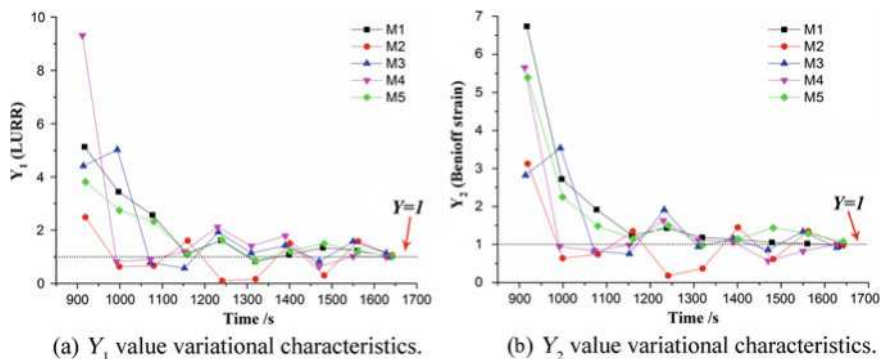 10
8
6
4
2
0
Y₁ (LURR)
M1
M2
M3
M4
M5
Y=1
900 1000 1100 1200 1300 1400 1500 1600 1700
Time /s
(a) Y₁ value variational characteristics.
7
6
5
4
3
2
1
0
Y₂ (Benioff strain)
M1
M2
M3
M4
M5
Y=1
900 1000 1100 1200 1300 1400 1500 1600 1700
Time /s
(b) Y₂ value variational characteristics.